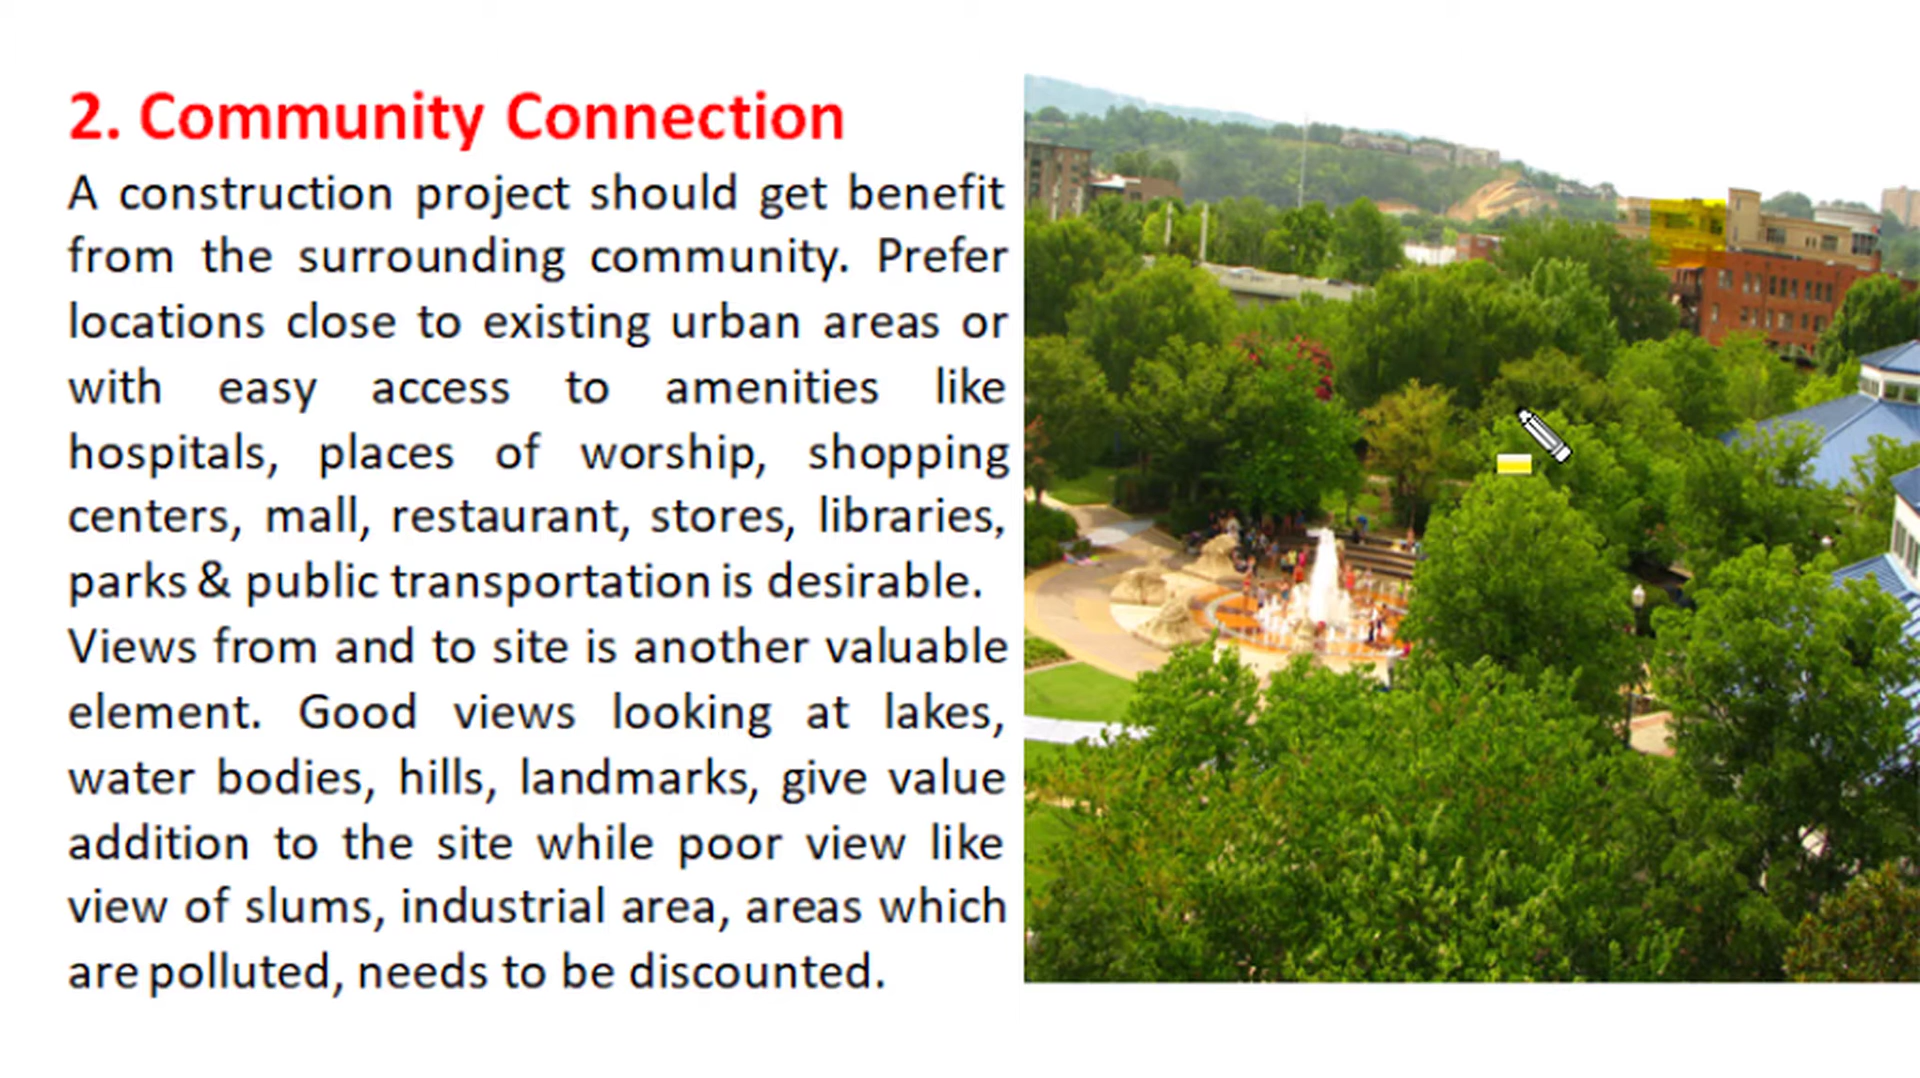 2. Community Connection
A construction project should get benefit
from the surrounding community. Prefer
locations close to existing urban areas or
with easy access to amenities like
hospitals, places of worship, shopping
centers, mall, restaurant, stores, libraries,
parks & public transportation is desirable.
Views from and to site is another valuable
element. Good views looking at lakes,
water bodies, hills, landmarks, give value
addition to the site while poor view like
view of slums, industrial area, areas which
are polluted, needs to be discounted.